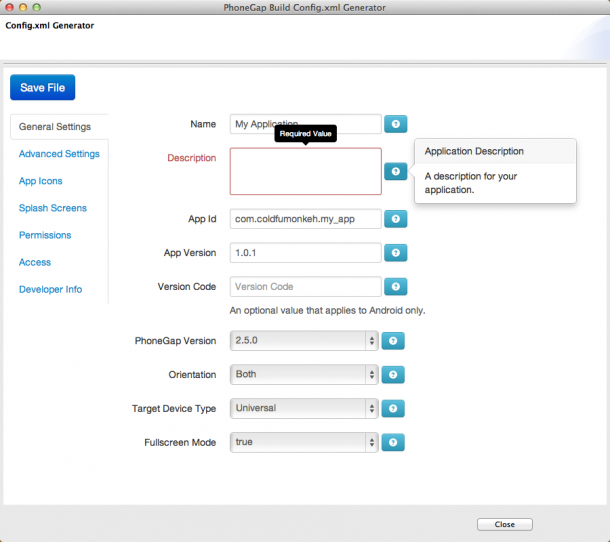 PhoneGap Build Config.xml Generator
Config.xml Generator
Save File
General Settings
Advanced Settings
App Icons
Splash Screens
Permissions
Access
Developer Info
Name
My Application
?
Required Value
Description
?
Application Description
A description for your
application.
App Id
com.coldfumonkeh.my_app
?
App Version
1.0.1
?
Version Code
Version Code
?
An optional value that applies to Android only.
PhoneGap Version
2.5.0
?
Orientation
Both
?
Target Device Type
Universal
?
Fullscreen Mode
true
?
Close